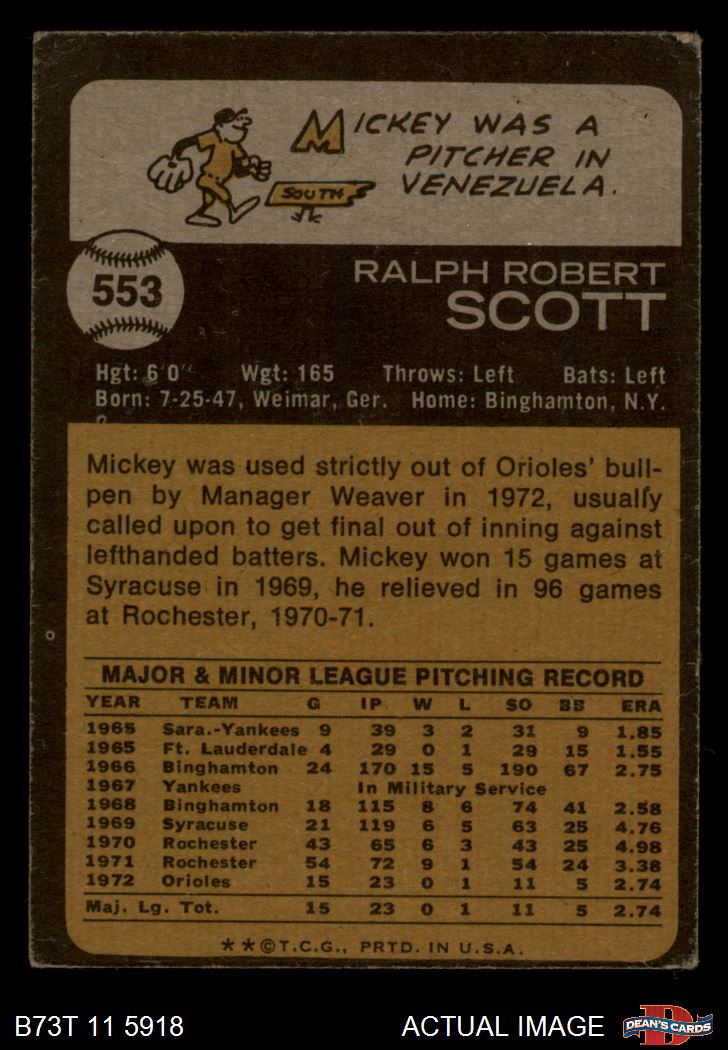 MICKEY WAS A
PITCHER IN
VENEZUELA.
SOUTH
553
RALPH ROBERT
SCOTT
Hgt: 6'0" Wgt: 165 Throws: Left Bats: Left
Born: 7-25-47, Weimar, Ger. Home: Binghamton, N.Y.
Mickey was used strictly out of Orioles' bull-
pen by Manager Weaver in 1972, usually
called upon to get final out of inning against
lefthanded batters. Mickey won 15 games at
Syracuse in 1969, he relieved in 96 games
at Rochester, 1970-71.
MAJOR & MINOR LEAGUE PITCHING RECORD
YEAR TEAM G IP W L SO BB ERA
1965 Sara.-Yankees 9 39 3 2 31 9 1.85
1965 Ft. Lauderdale 4 29 0 1 29 15 1.55
1966 Binghamton 24 170 15 5 190 67 2.75
1967 Yankees In Military Service
1968 Binghamton 18 115 8 6 74 41 2.58
1969 Syracuse 21 119 6 5 63 25 4.76
1970 Rochester 43 65 6 3 43 25 4.98
1971 Rochester 54 72 9 1 54 24 3.38
1972 Orioles 15 23 0 1 11 5 2.74
Maj. Lg. Tot. 15 23 0 1 11 5 2.74
**©T.C.G., PRTD. IN U.S.A.
B73T 11 5918 ACTUAL IMAGE
D
DEAN'S CARDS